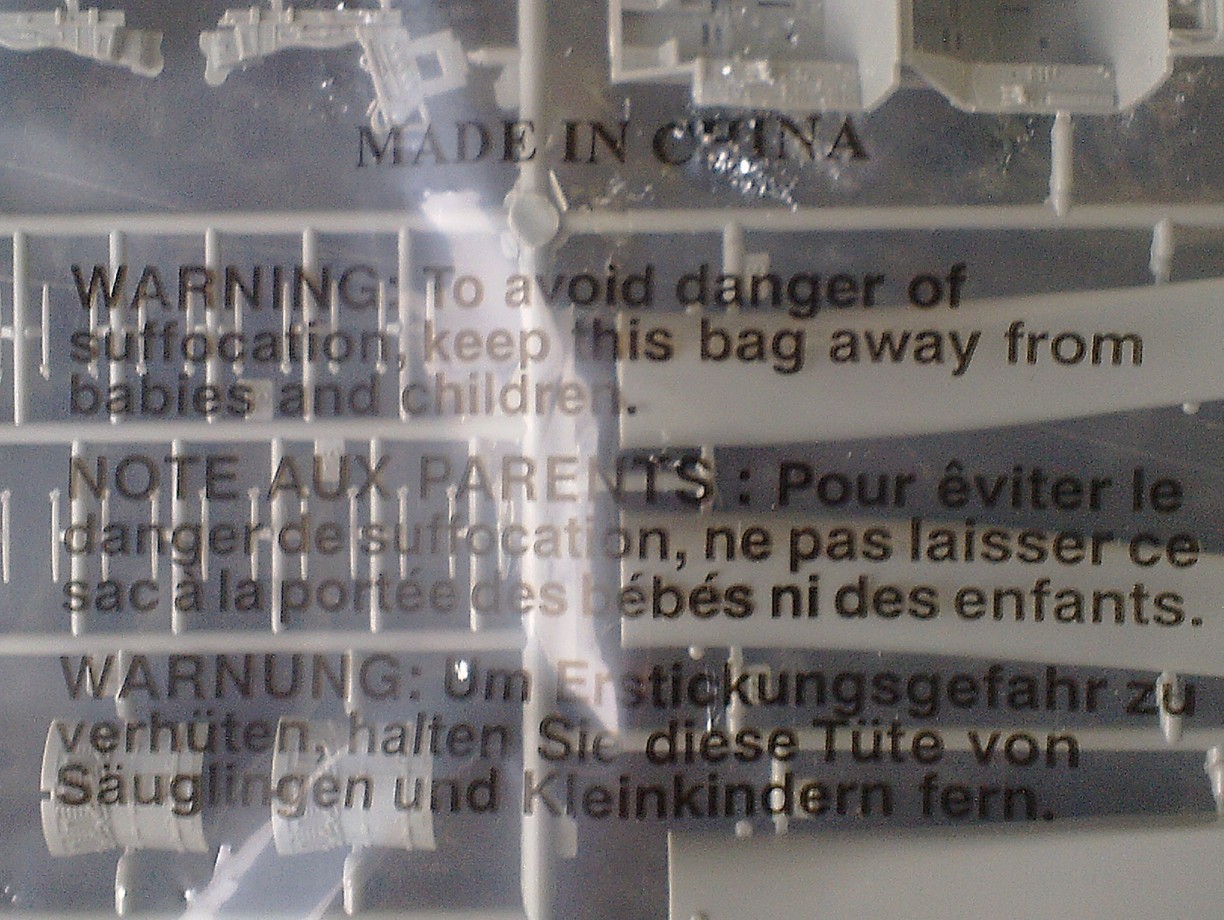 MADE IN CHINA
WARNING: To avoid danger of
suffocation, keep this bag away from
babies and children.
NOTE AUX PARENTS : Pour êviter le
danger de suffocation, ne pas laisser ce
sac à la portée des bébés ni des enfants.
WARNUNG: Um Erstickungsgefahr zu
verhüten, halten Sie diese Tüte von
Säuglingen und Kleinkindern fern.